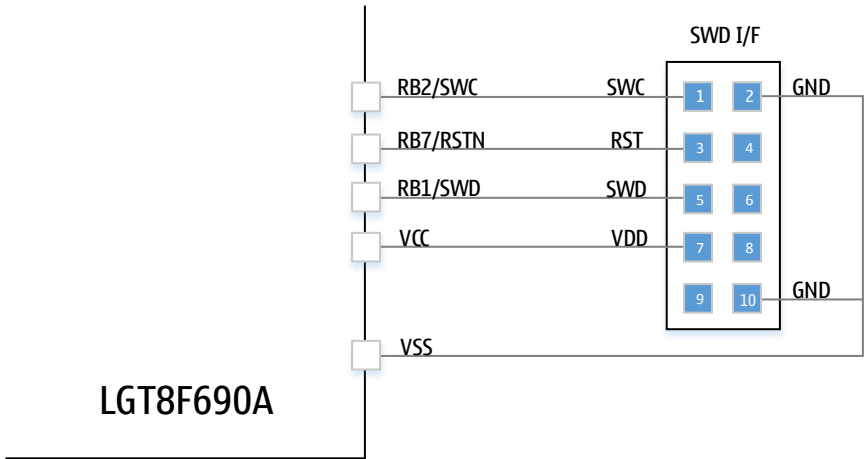 SWD I/F
RB2/SWC SWC 1 2 GND
RB7/RSTN RST 3 4
RB1/SWD SWD 5 6
VCC VDD 7 8
9 10 GND
VSS
LGT8F690A